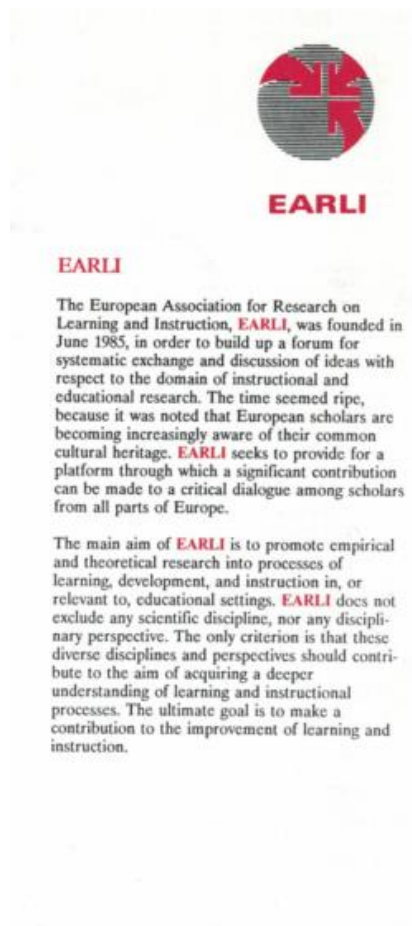 EARLI
EARLI
The European Association for Research on
Learning and Instruction, EARLI, was founded in
June 1985, in order to build up a forum for
systematic exchange and discussion of ideas with
respect to the domain of instructional and
educational research. The time seemed ripe,
because it was noted that European scholars are
becoming increasingly aware of their common
cultural heritage. EARLI seeks to provide for a
platform through which a significant contribution
can be made to a critical dialogue among scholars
from all parts of Europe.
The main aim of EARLI is to promote empirical
and theoretical research into processes of
learning, development, and instruction in, or
relevant to, educational settings. EARLI does not
exclude any scientific discipline, nor any discipli-
nary perspective. The only criterion is that these
diverse disciplines and perspectives should contri-
bute to the aim of acquiring a deeper
understanding of learning and instructional
processes. The ultimate goal is to make a
contribution to the improvement of learning and
instruction.